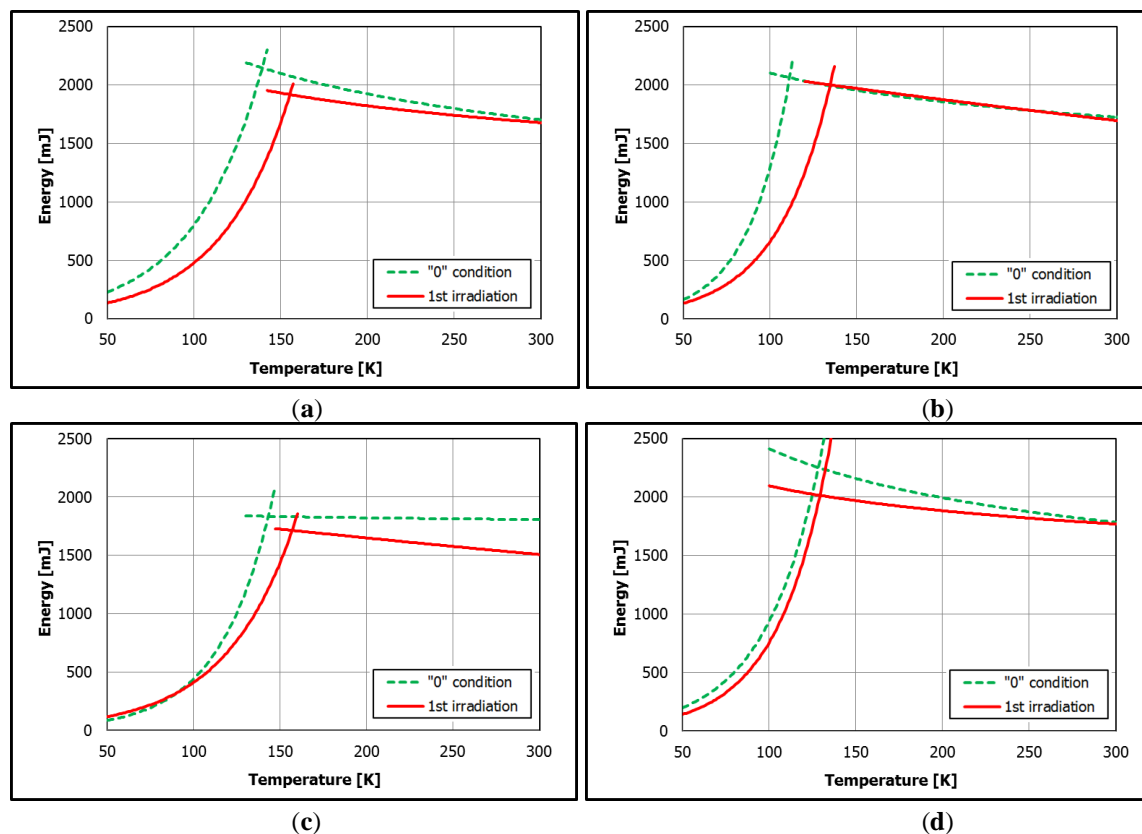 2500
2000
1500
1000
500
0
Energy [mJ]
50 100 150 200 250 300
Temperature [K]
"0" condition
1st irradiation
(a)
2500
2000
1500
1000
500
0
Energy [mJ]
50 100 150 200 250 300
Temperature [K]
"0" condition
1st irradiation
(b)
2500
2000
1500
1000
500
0
Energy [mJ]
50 100 150 200 250 300
Temperature [K]
"0" condition
1st irradiation
(c)
2500
2000
1500
1000
500
0
Energy [mJ]
50 100 150 200 250 300
Temperature [K]
"0" condition
1st irradiation
(d)